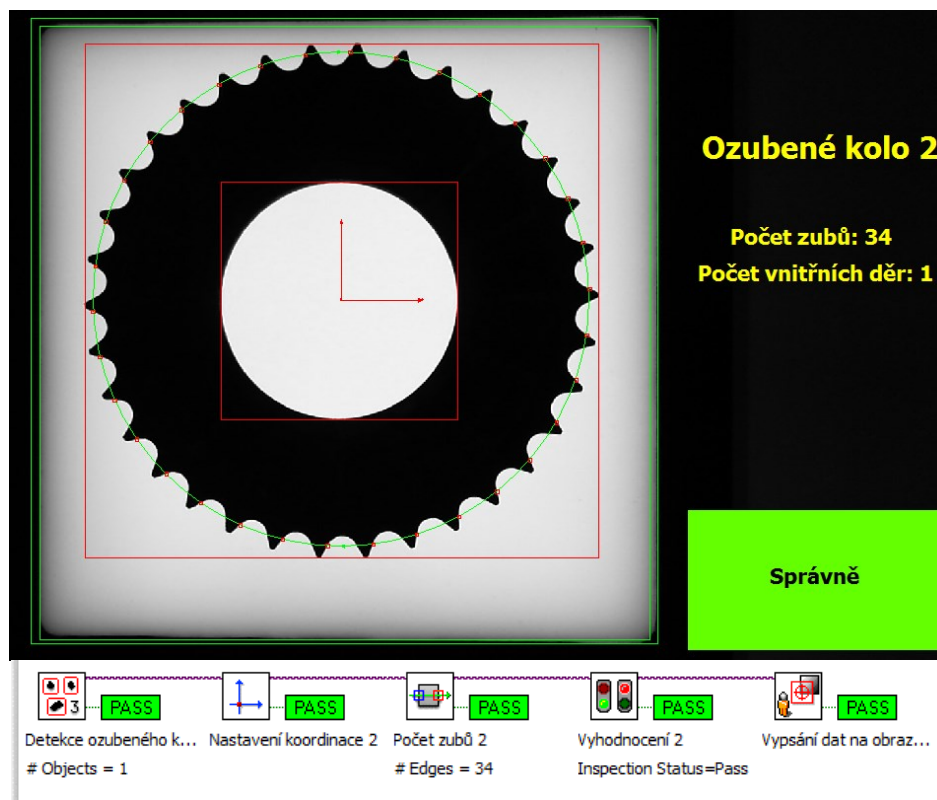 Ozubené kolo 2
Počet zubů: 34
Počet vnitřních děr: 1
Správně
3
PASS PASS PASS PASS PASS
Detekce ozubeného k... Nastavení koordinace 2 Počet zubů 2 Vyhodnocení 2 Vypsání dat na obraz...
# Objects = 1 # Edges = 34 Inspection Status=Pass